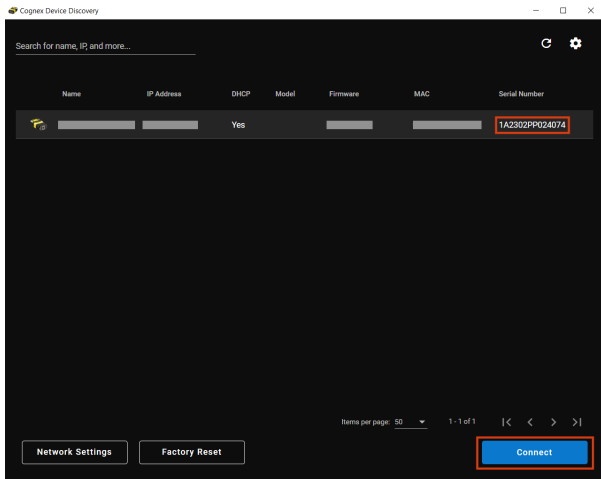 Cognex Device Discovery
Search for name, IP, and more...
Name IP Address DHCP Model Firmware MAC Serial Number
Yes 1A2302PP024074
Items per page: 50 1 - 1 of 1
Network Settings Factory Reset Connect